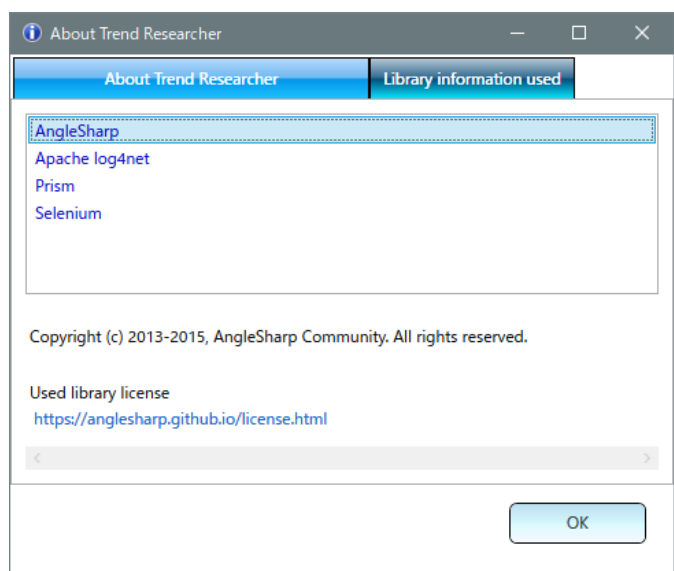 About Trend Researcher
About Trend Researcher
Library information used
AngleSharp
Apache log4net
Prism
Selenium
Copyright (c) 2013-2015, AngleSharp Community. All rights reserved.
Used library license
https://anglesharp.github.io/license.html
OK